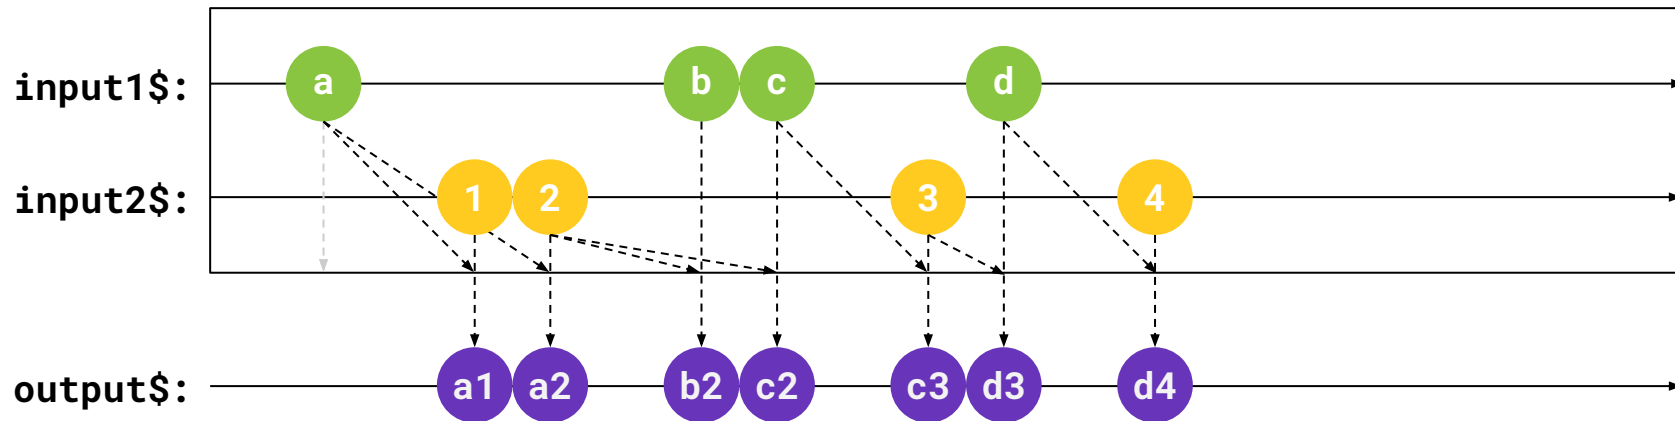 input1$: a b c d
input2$: 1 2 3 4
output$: a1 a2 b2 c2 c3 d3 d4